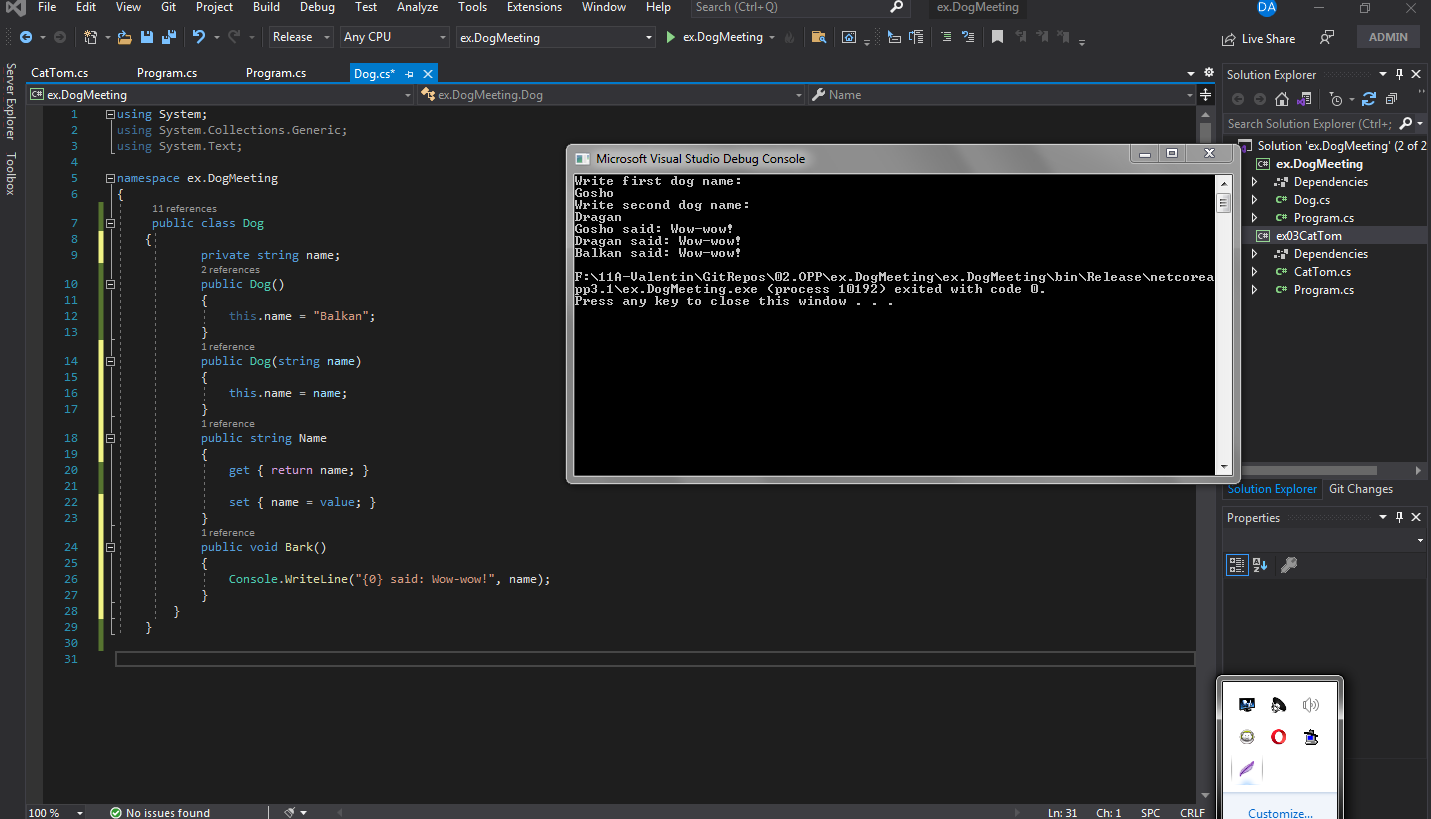 File Edit View Git Project Build Debug Test Analyze Tools Extensions Window Help Search (Ctrl+Q) ex.DogMeeting DA
Release Any CPU ex.DogMeeting ex.DogMeeting Live Share ADMIN
Server Explorer
Toolbox
CatTom.cs Program.cs Program.cs Dog.cs*
C# ex.DogMeeting ex.DogMeeting.Dog Name
1 using System;
2 using System.Collections.Generic;
3 using System.Text;
4
5 namespace ex.DogMeeting
6 {
11 references
7 public class Dog
8 {
9 private string name;
2 references
10 public Dog()
11 {
12 this.name = "Balkan";
13 }
1 reference
14 public Dog(string name)
15 {
16 this.name = name;
17 }
1 reference
18 public string Name
19 {
20 get { return name; }
21
22 set { name = value; }
23 }
1 reference
24 public void Bark()
25 {
26 Console.WriteLine("{0} said: Wow-wow!", name);
27 }
28 }
29 }
30
31
100 % No issues found Ln: 31 Ch: 1 SPC CRLF
Microsoft Visual Studio Debug Console
Write first dog name:
Gosho
Write second dog name:
Dragan
Gosho said: Wow-wow!
Dragan said: Wow-wow!
Balkan said: Wow-wow!
F:\11A-Valentin\GitRepos\02.OPP\ex.DogMeeting\ex.DogMeeting\bin\Release\netcorea
pp3.1\ex.DogMeeting.exe (process 10192) exited with code 0.
Press any key to close this window . . .
Solution Explorer
Search Solution Explorer (Ctrl+;
Solution 'ex.DogMeeting' (2 of 2
C# ex.DogMeeting
Dependencies
C# Dog.cs
C# Program.cs
C# ex03CatTom
Dependencies
C# CatTom.cs
C# Program.cs
Solution Explorer Git Changes
Properties
Customize...